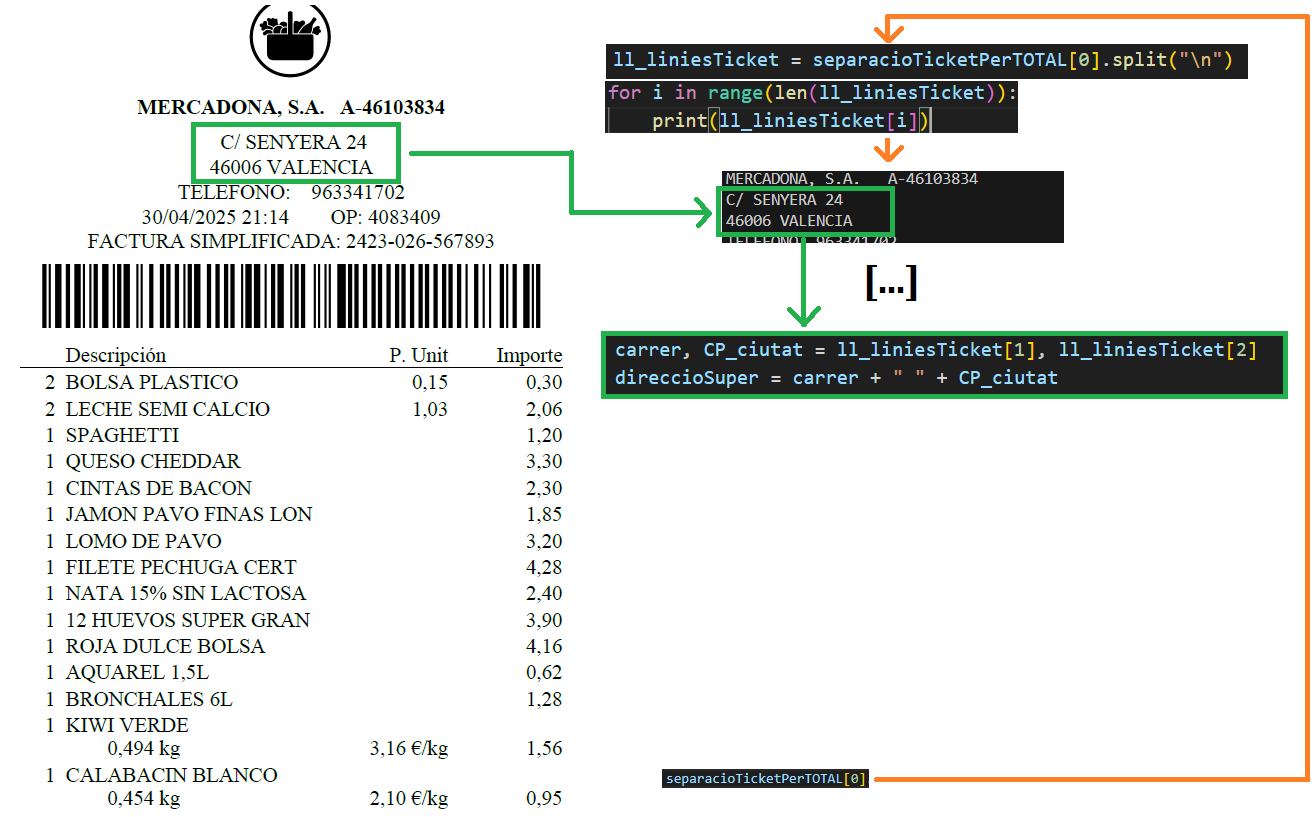 MERCADONA, S.A. A-46103834
C/ SENYERA 24
46006 VALENCIA
TELEFONO: 963341702
30/04/2025 21:14 OP: 4083409
FACTURA SIMPLIFICADA: 2423-026-567893
Descripción P. Unit Importe
2 BOLSA PLASTICO 0,15 0,30
2 LECHE SEMI CALCIO 1,03 2,06
1 SPAGHETTI 1,20
1 QUESO CHEDDAR 3,30
1 CINTAS DE BACON 2,30
1 JAMON PAVO FINAS LON 1,85
1 LOMO DE PAVO 3,20
1 FILETE PECHUGA CERT 4,28
1 NATA 15% SIN LACTOSA 2,40
1 12 HUEVOS SUPER GRAN 3,90
1 ROJA DULCE BOLSA 4,16
1 AQUAREL 1,5L 0,62
1 BRONCHALES 6L 1,28
1 KIWI VERDE
0,494 kg 3,16 €/kg 1,56
1 CALABACIN BLANCO
0,454 kg 2,10 €/kg 0,95
ll_liniesTicket = separacioTicketPerTOTAL[0].split("\n")
for i in range(len(ll_liniesTicket)):
print(ll_liniesTicket[i])
MERCADONA, S.A. A-46103834
C/ SENYERA 24
46006 VALENCIA
TELEFONO: 963341702
[...]
carrer, CP_ciutat = ll_liniesTicket[1], ll_liniesTicket[2]
direccioSuper = carrer + " " + CP_ciutat
separacioTicketPerTOTAL[0]